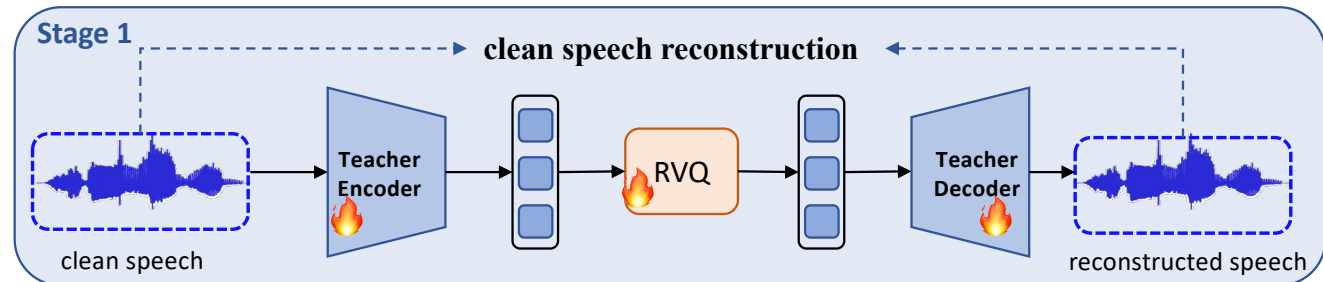 Stage 1
clean speech reconstruction
Teacher
Encoder
RVQ
Teacher
Decoder
clean speech
reconstructed speech